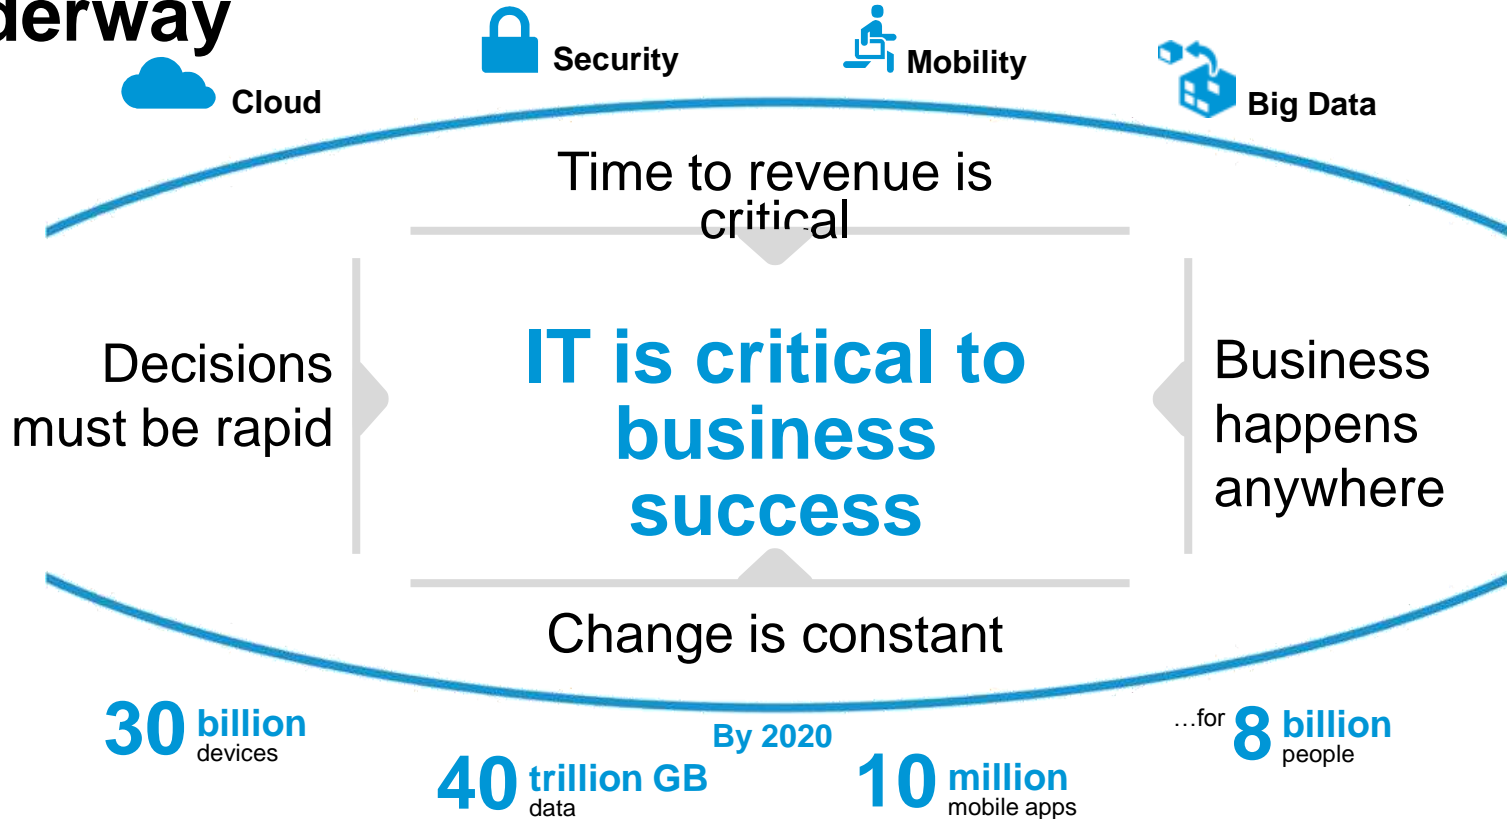 derway
Cloud
Security
Mobility
Big Data
Time to revenue is
critical
Decisions
must be rapid
IT is critical to
business
success
Business
happens
anywhere
Change is constant
30 billion
devices
By 2020
40 trillion GB
data
10 million
mobile apps
…for 8 billion
people